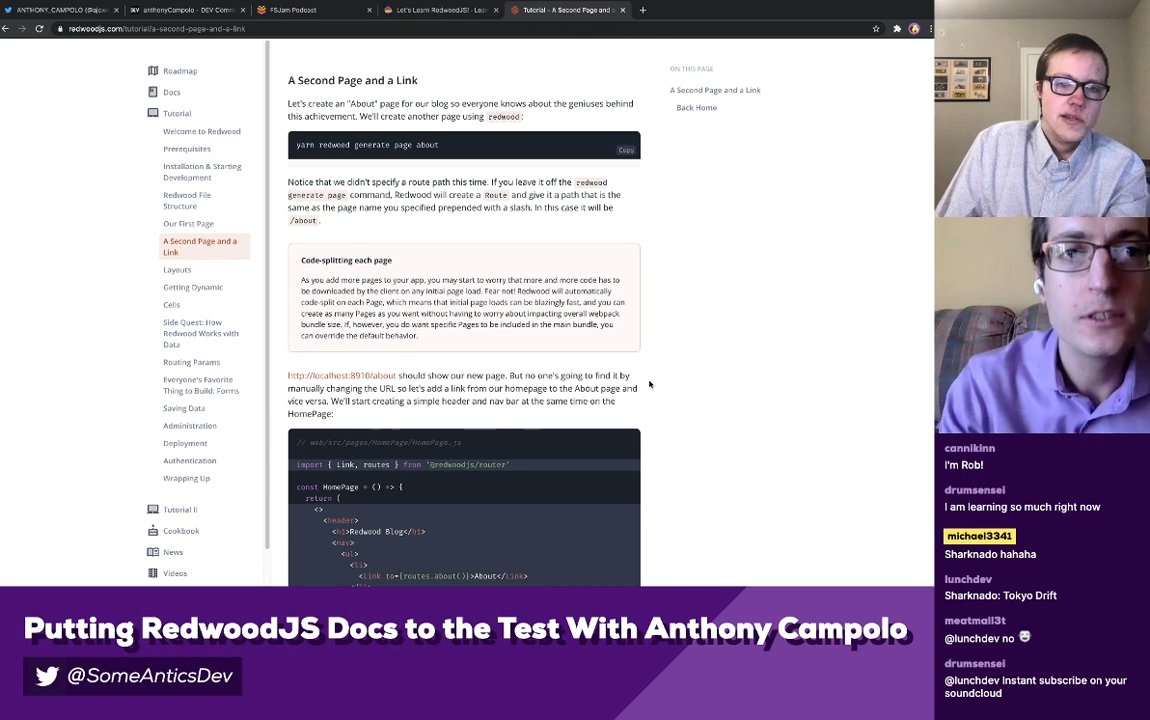 ANTHONY_CAMPOLO (@ajcw
anthonyCampolo – DEV Comm
FSJam Podcast
Let's Learn RedwoodJS! - Lear
Tutorial - A Second Page and a
redwoodjs.com/tutorial/a-second-page-and-a-link
Roadmap
Docs
Tutorial
Welcome to Redwood
Prerequisites
Installation & Starting
Development
Redwood File
Structure
Our First Page
A Second Page and a
Link
Layouts
Getting Dynamic
Cells
Side Quest: How
Redwood Works with
Data
Routing Params
Everyone's Favorite
Thing to Build: Forms
Saving Data
Administration
Deployment
Authentication
Wrapping Up
Tutorial II
Cookbook
News
Videos
A Second Page and a Link
Let's create an "About" page for our blog so everyone knows about the geniuses behind
this achievement. We'll create another page using redwood:
yarn redwood generate page about
Copy
Notice that we didn't specify a route path this time. If you leave it off the redwood
generate page command, Redwood will create a Route and give it a path that is the
same as the page name you specified prepended with a slash. In this case it will be
/about.
Code-splitting each page
As you add more pages to your app, you may start to worry that more and more code has to
be downloaded by the client on any initial page load. Fear not! Redwood will automatically
code-split on each Page, which means that initial page loads can be blazingly fast, and you can
create as many Pages as you want without having to worry about impacting overall webpack
bundle size. If, however, you do want specific Pages to be included in the main bundle, you
can override the default behavior.
http://localhost:8910/about should show our new page. But no one's going to find it by
manually changing the URL so let's add a link from our homepage to the About page and
vice versa. We'll start creating a simple header and nav bar at the same time on the
HomePage:
// web/src/pages/HomePage/HomePage.js
import { Link, routes } from '@redwoodjs/router'
const HomePage = () => {
return (
<>
<header>
<h1>Redwood Blog</h1>
<nav>
<ul>
<li>
<Link to={routes.about()}>About</Link>
ON THIS PAGE
A Second Page and a Link
Back Home
cannikinn
I'm Rob!
drumsensei
I am learning so much right now
michael3341
Sharknado hahaha
lunchdev
Sharknado: Tokyo Drift
meatmall3t
@lunchdev no
drumsensei
@lunchdev Instant subscribe on your
soundcloud
Putting RedwoodJS Docs to the Test With Anthony Campolo
@SomeAnticsDev